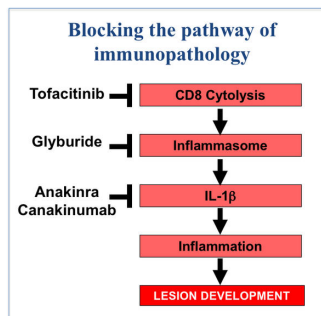 Blocking the pathway of
immunopathology
Tofacitinib
CD8 Cytolysis
Glyburide
Inflammasome
Anakinra
Canakinumab
IL-1β
Inflammation
LESION DEVELOPMENT